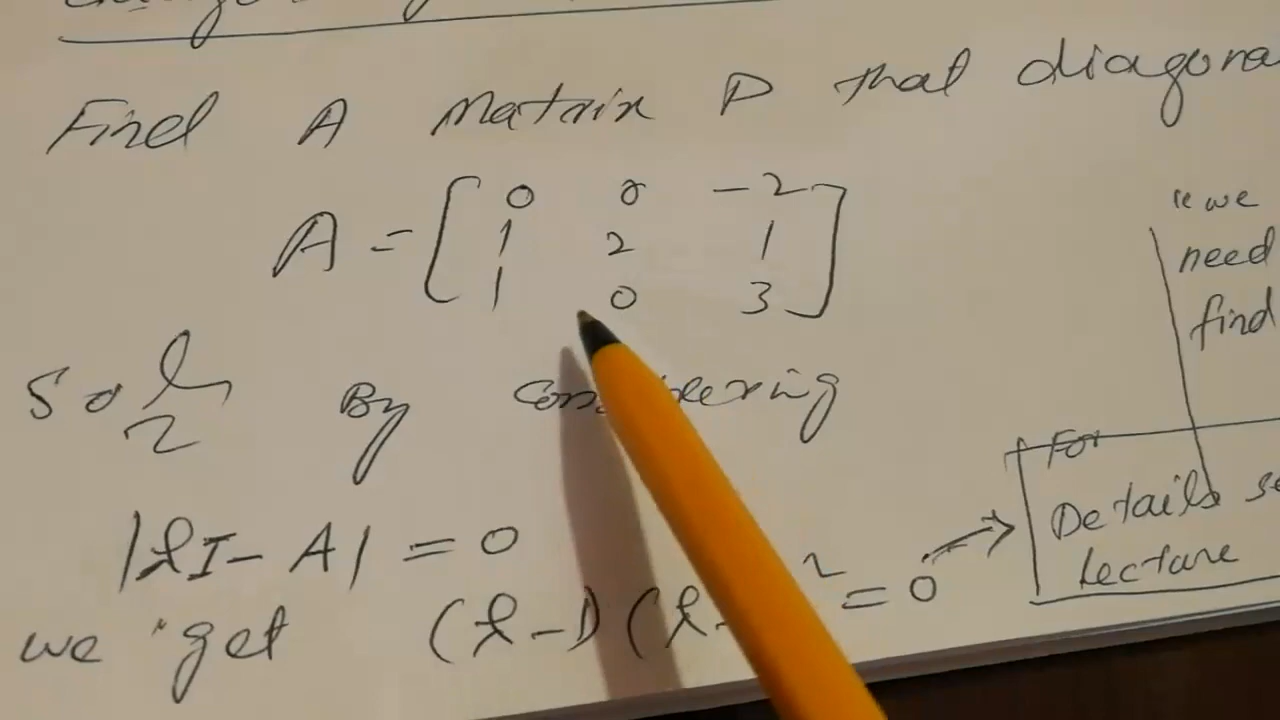 Find A Matrix P that diagona
A = [ 0 0 -2
1 2 1
1 0 3 ]
"we
need
find
Sol By
|λI - A| = 0
we get (λ-1)(λ- ² = 0
For
Details se
lecture